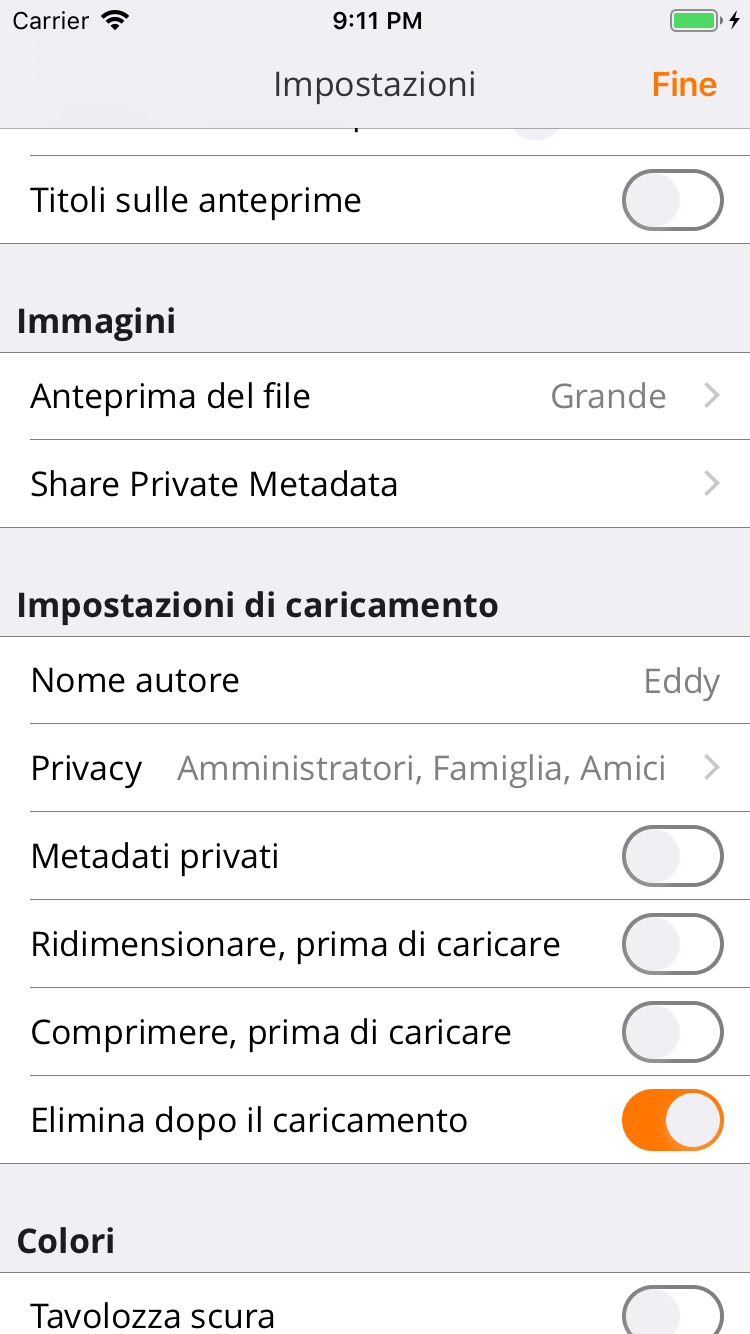 Carrier 9:11 PM
Impostazioni Fine
Titoli sulle anteprime
Immagini
Anteprima del file Grande
Share Private Metadata
Impostazioni di caricamento
Nome autore Eddy
Privacy Amministratori, Famiglia, Amici
Metadati privati
Ridimensionare, prima di caricare
Comprimere, prima di caricare
Elimina dopo il caricamento
Colori
Tavolozza scura